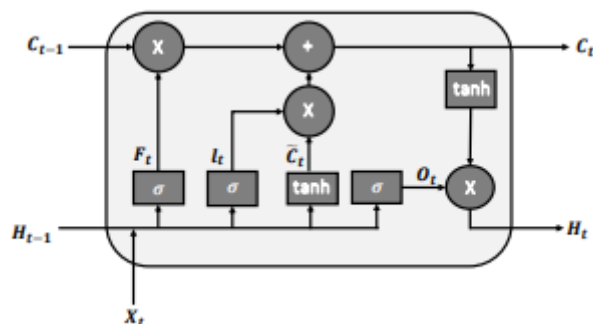 C_{t-1} X + C_t
tanh
X
F_t I_t C̃_t
σ σ tanh σ O_t X
H_{t-1} H_t
X_t